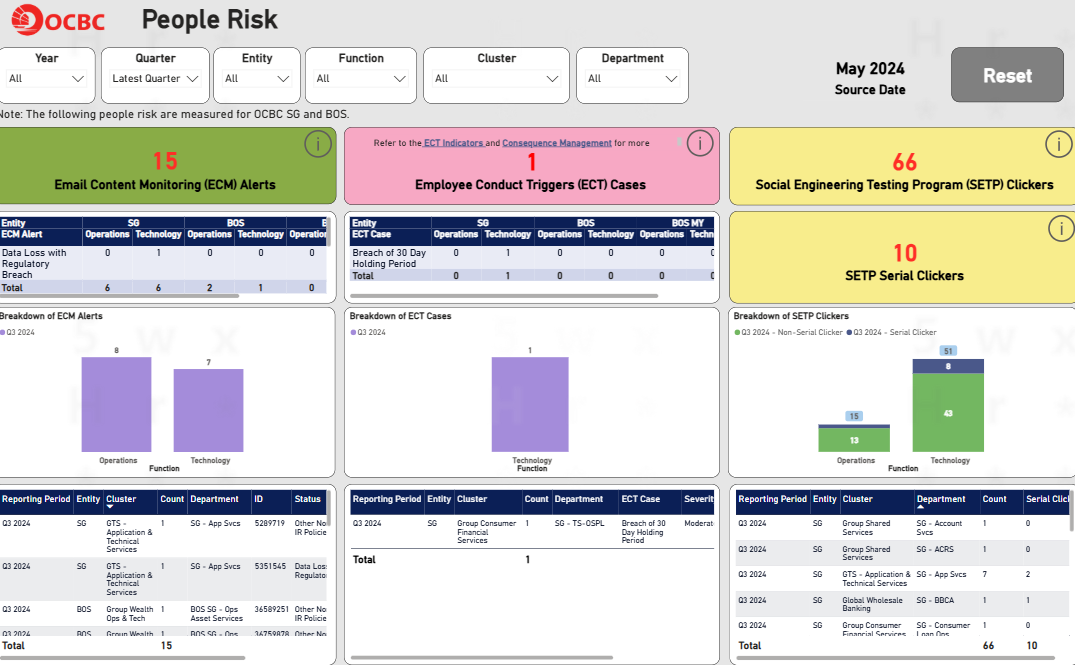 OCBC
People Risk
Year Quarter Entity Function Cluster Department
All Latest Quarter All All All All
May 2024
Source Date
Reset
Note: The following people risk are measured for OCBC SG and BOS.
15
Email Content Monitoring (ECM) Alerts
Refer to the ECT Indicators and Consequence Management for more
1
Employee Conduct Triggers (ECT) Cases
66
Social Engineering Testing Program (SETP) Clickers
Entity SG BOS
ECM Alert Operations Technology Operations Technology Operation
Data Loss with 0 1 0 0 0
Regulatory
Breach
Total 6 6 2 1 0
Entity SG BOS BOS MY
ECT Case Operations Technology Operations Technology Operations Techn
Breach of 30 Day 0 1 0 0 0
Holding Period
Total 0 1 0 0 0
10
SETP Serial Clickers
Breakdown of ECM Alerts
Q3 2024
8
7
Operations Technology
Function
Breakdown of ECT Cases
Q3 2024
1
Technology
Function
Breakdown of SETP Clickers
Q3 2024 - Non-Serial Clicker Q3 2024 - Serial Clicker
51
8
15
43
13
Operations Technology
Function
Reporting Period Entity Cluster Count Department ID Status
Q3 2024 SG GTS - 1 SG - App Svcs 5289719 Other No
Application & IR Policie
Technical
Services
Q3 2024 SG GTS - 1 SG - App Svcs 5351545 Data Los
Application & Regulato
Technical
Services
Q3 2024 BOS Group Wealth 1 BOS SG - Ops 36589251 Other No
Ops & Tech Asset Services IR Policie
Q3 2024 BOS Group Wealth 1 BOS SG - Ops 36759878 Other No
Total 15
Reporting Period Entity Cluster Count Department ECT Case Severit
Q3 2024 SG Group Consumer 1 SG - TS-OSPL Breach of 30 Moderat
Financial Day Holding
Services Period
Total 1
Reporting Period Entity Cluster Department Count Serial Clic
Q3 2024 SG Group Shared SG - Account 1 0
Services Svcs
Q3 2024 SG Group Shared SG - ACRS 1 0
Services
Q3 2024 SG GTS - Application & SG - App Svcs 7 2
Technical Services
Q3 2024 SG Global Wholesale SG - BBCA 1 1
Banking
Q3 2024 SG Group Consumer SG - Consumer 1 0
Financial Services Loan Ops
Total 66 10